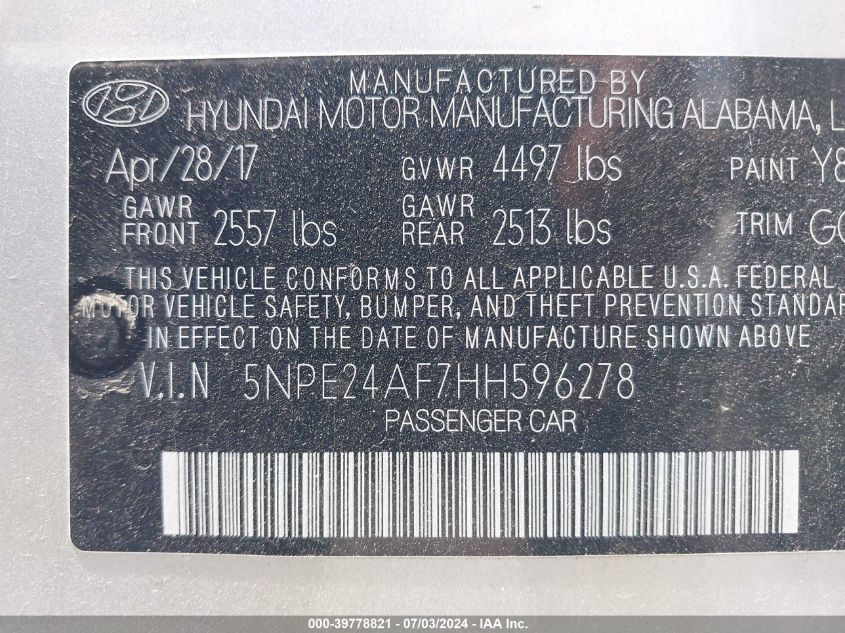 MANUFACTURED BY
HYUNDAI MOTOR MANUFACTURING ALABAMA, L
Apr/28/17 GVWR 4497 lbs PAINT Y8
GAWR FRONT 2557 lbs GAWR REAR 2513 lbs TRIM
THIS VEHICLE CONFORMS TO ALL APPLICABLE U.S.A. FEDERAL
MOTOR VEHICLE SAFETY, BUMPER, AND THEFT PREVENTION STANDAR
IN EFFECT ON THE DATE OF MANUFACTURE SHOWN ABOVE
V.I.N 5NPE24AF7HH596278
PASSENGER CAR
000-39778821 - 07/03/2024 - IAA Inc.